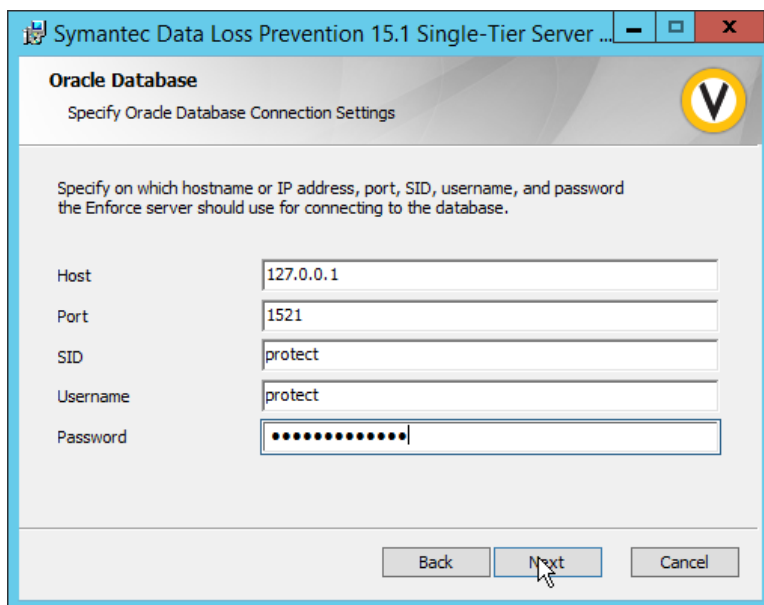 Symantec Data Loss Prevention 15.1 Single-Tier Server ...
Oracle Database
Specify Oracle Database Connection Settings
Specify on which hostname or IP address, port, SID, username, and password
the Enforce server should use for connecting to the database.
Host 127.0.0.1
Port 1521
SID protect
Username protect
Password •••••••••••••
Back Next Cancel